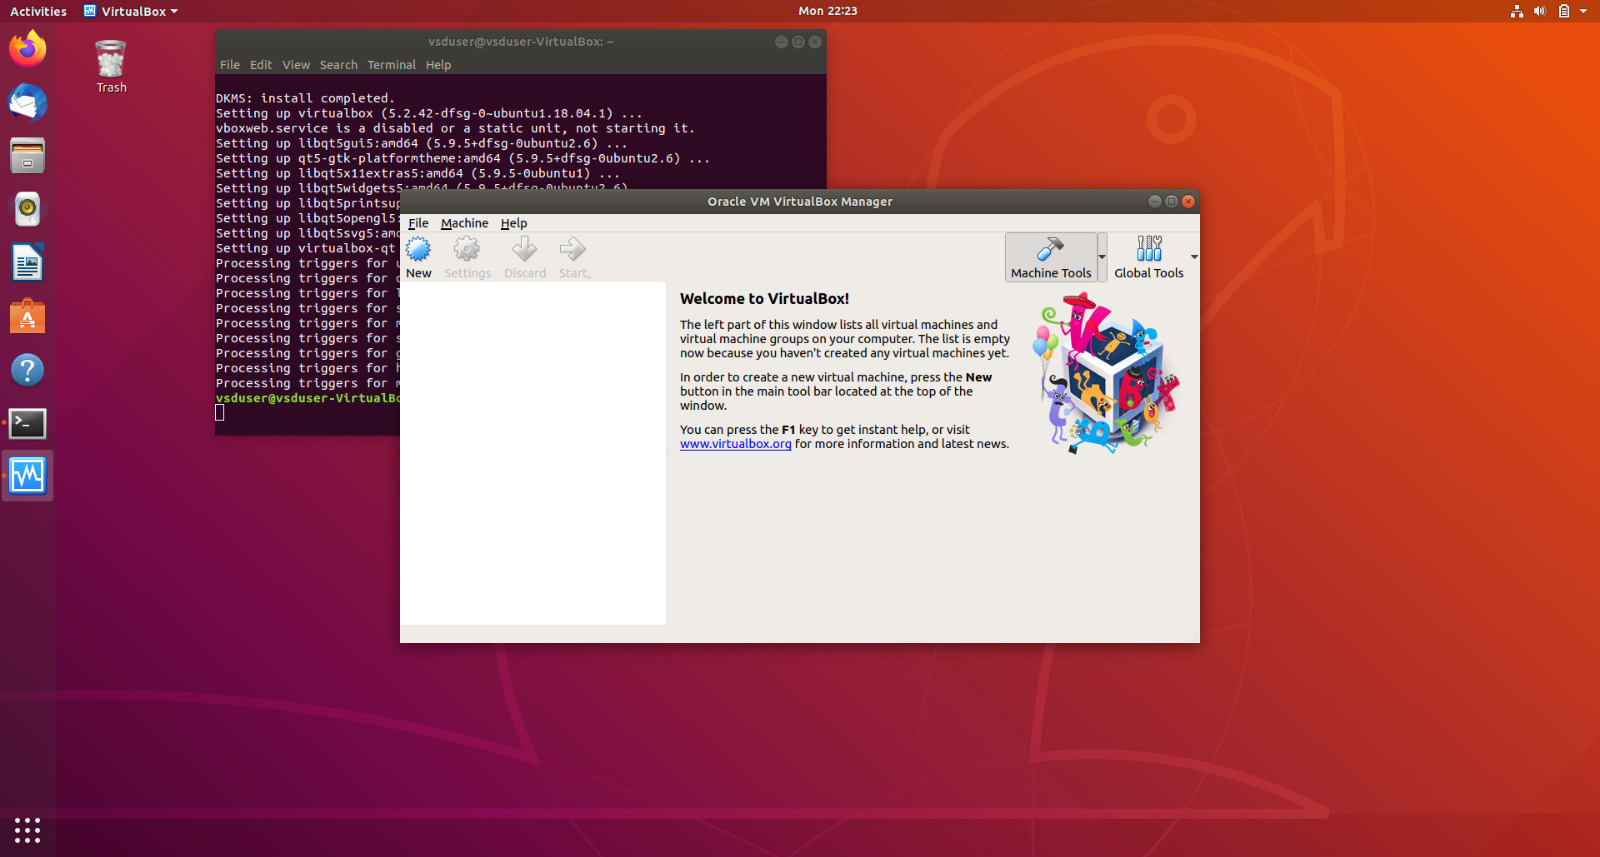 Activities VirtualBox Mon 22:23
Trash
vsduser@vsduser-VirtualBox: ~
File Edit View Search Terminal Help
DKMS: install completed.
Setting up virtualbox (5.2.42-dfsg-0~ubuntu1.18.04.1) ...
vboxweb.service is a disabled or a static unit, not starting it.
Setting up libqt5gui5:amd64 (5.9.5+dfsg-0ubuntu2.6) ...
Setting up qt5-gtk-platformtheme:amd64 (5.9.5+dfsg-0ubuntu2.6) ...
Setting up libqt5x11extras5:amd64 (5.9.5-0ubuntu1) ...
Setting up libqt5widgets5:amd64 (5.9.5+dfsg-0ubuntu2.6)
Setting up libqt5printsup
Setting up libqt5opengl5:
Setting up libqt5svg5:amd
Setting up virtualbox-qt
Processing triggers for
Processing triggers for
Processing triggers for
Processing triggers for
Processing triggers for
Processing triggers for
Processing triggers for
Processing triggers for
Processing triggers for
vsduser@vsduser-VirtualBo
Oracle VM VirtualBox Manager
File Machine Help
New Settings Discard Start Machine Tools Global Tools
Welcome to VirtualBox!
The left part of this window lists all virtual machines and
virtual machine groups on your computer. The list is empty
now because you haven't created any virtual machines yet.
In order to create a new virtual machine, press the New
button in the main tool bar located at the top of the
window.
You can press the F1 key to get instant help, or visit
www.virtualbox.org for more information and latest news.